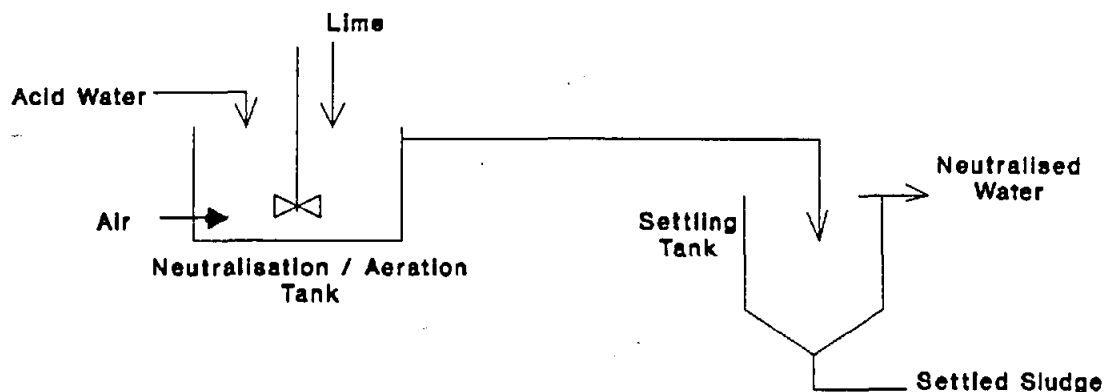 Lime
Acid Water
Air
Neutralisation / Aeration
Tank
Settling
Tank
Neutralised
Water
Settled Sludge